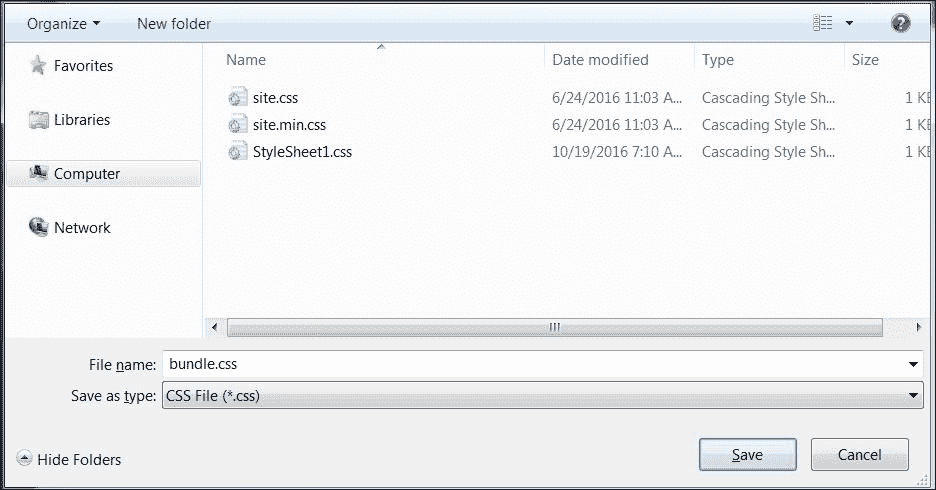 Organize New folder
Name Date modified Type Size
Favorites
site.css 6/24/2016 11:03 A... Cascading Style Sh... 1 KB
Libraries
site.min.css 6/24/2016 11:03 A... Cascading Style Sh... 1 KB
StyleSheet1.css 10/19/2016 7:10 A... Cascading Style Sh... 1 KB
Computer
Network
File name: bundle.css
Save as type: CSS File (*.css)
Hide Folders Save Cancel